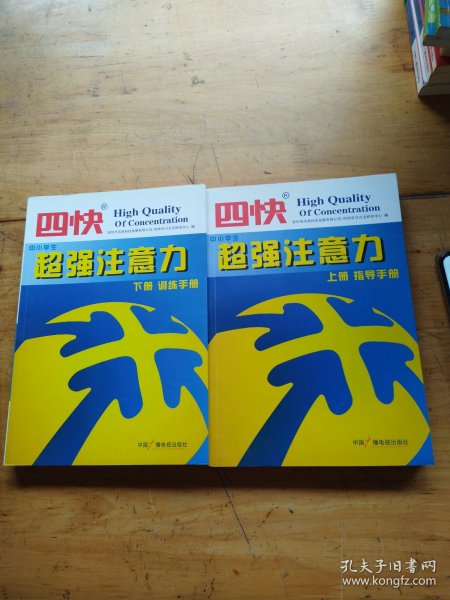 四快®
High Quality
Of Concentration
中小学生
超强注意力
下册 训练手册
中国广播电视出版社
四快®
High Quality
Of Concentration
中小学生
超强注意力
上册 指导手册
中国广播电视出版社
孔夫子旧书网
www.kongfz.com